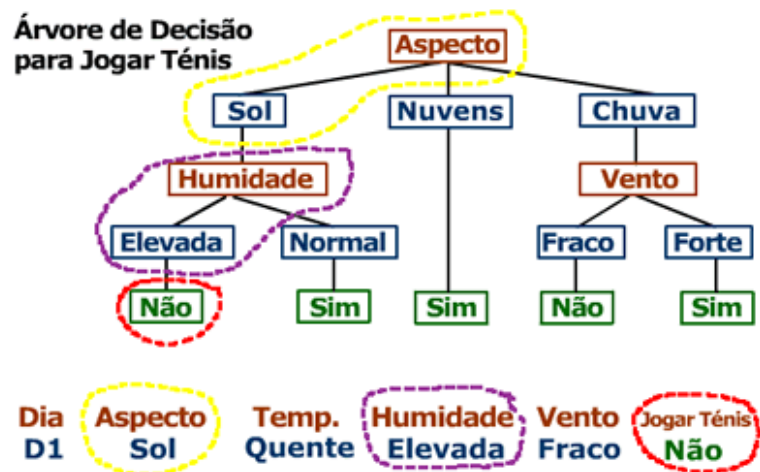 Árvore de Decisão
para Jogar Ténis
Aspecto
Sol Nuvens Chuva
Humidade Vento
Elevada Normal Fraco Forte
Não Sim Sim Não Sim
Dia Aspecto Temp. Humidade Vento Jogar Ténis
D1 Sol Quente Elevada Fraco Não